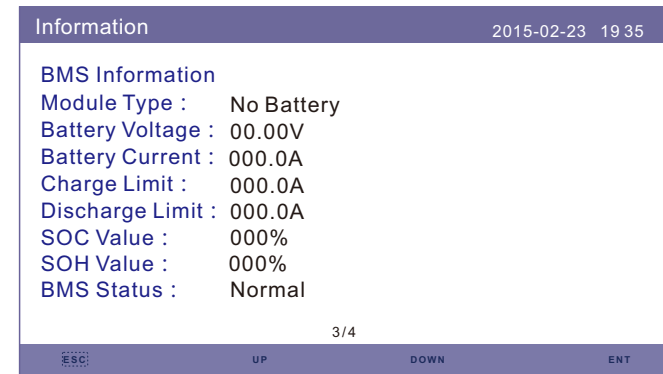 Information 2015-02-23 19 35
BMS Information
Module Type : No Battery
Battery Voltage : 00.00V
Battery Current : 000.0A
Charge Limit : 000.0A
Discharge Limit : 000.0A
SOC Value : 000%
SOH Value : 000%
BMS Status : Normal
3/4
ESC UP DOWN ENT